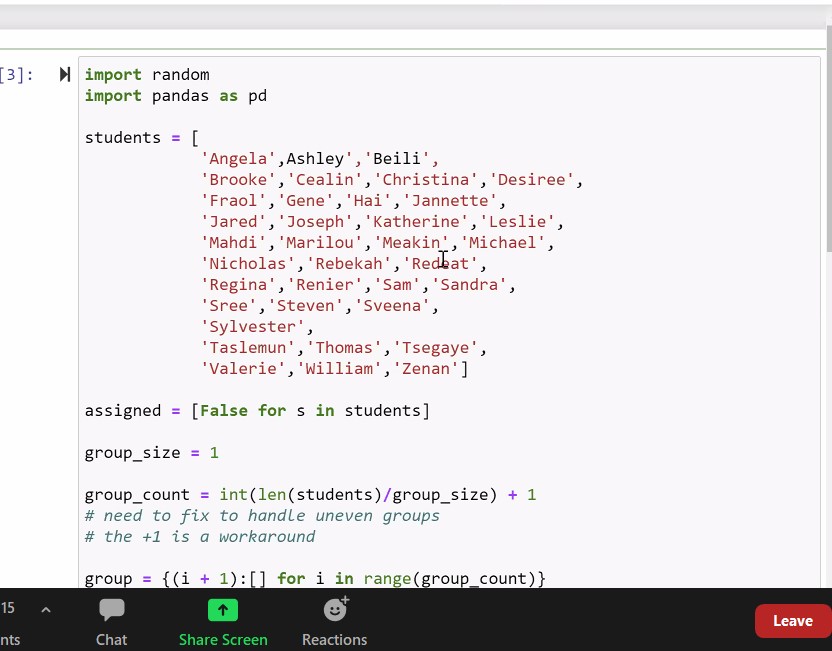 [3]:
import random
import pandas as pd
students = [
'Angela',Ashley','Beili',
'Brooke','Cealin','Christina','Desiree',
'Fraol','Gene','Hai','Jannette',
'Jared','Joseph','Katherine','Leslie',
'Mahdi','Marilou','Meakin','Michael',
'Nicholas','Rebekah','Redeat',
'Regina','Renier','Sam','Sandra',
'Sree','Steven','Sveena',
'Sylvester',
'Taslemun','Thomas','Tsegaye',
'Valerie','William','Zenan']
assigned = [False for s in students]
group_size = 1
group_count = int(len(students)/group_size) + 1
# need to fix to handle uneven groups
# the +1 is a workaround
group = {(i + 1):[] for i in range(group_count)}
15
nts
Chat
Share Screen
Reactions
Leave